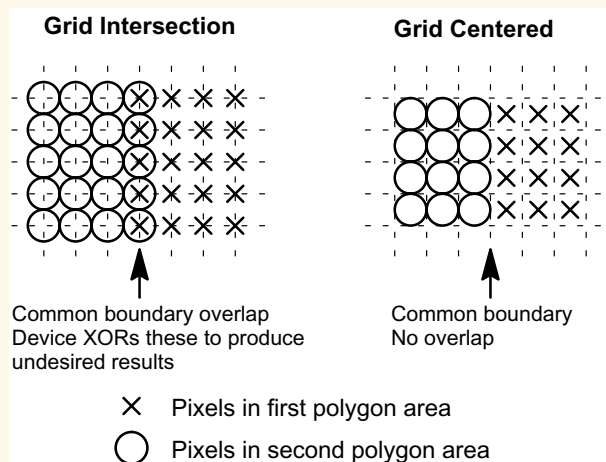 Grid Intersection
Grid Centered
Common boundary overlap
Device XORs these to produce
undesired results
Common boundary
No overlap
Pixels in first polygon area
Pixels in second polygon area